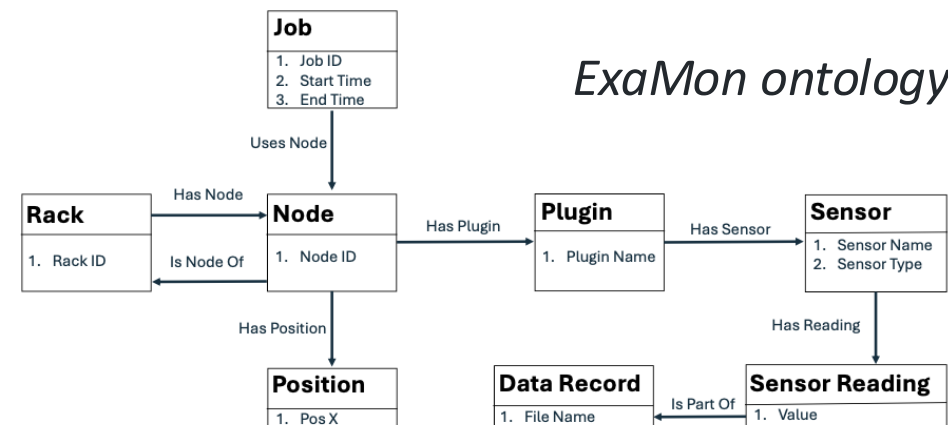 Job
1. Job ID
2. Start Time
3. End Time
ExaMon ontology
Uses Node
Has Node
Rack
1. Rack ID
Is Node Of
Node
1. Node ID
Has Plugin
Plugin
1. Plugin Name
Has Sensor
Sensor
1. Sensor Name
2. Sensor Type
Has Position
Has Reading
Position
1. Pos X
Data Record
1. File Name
Is Part Of
Sensor Reading
1. Value